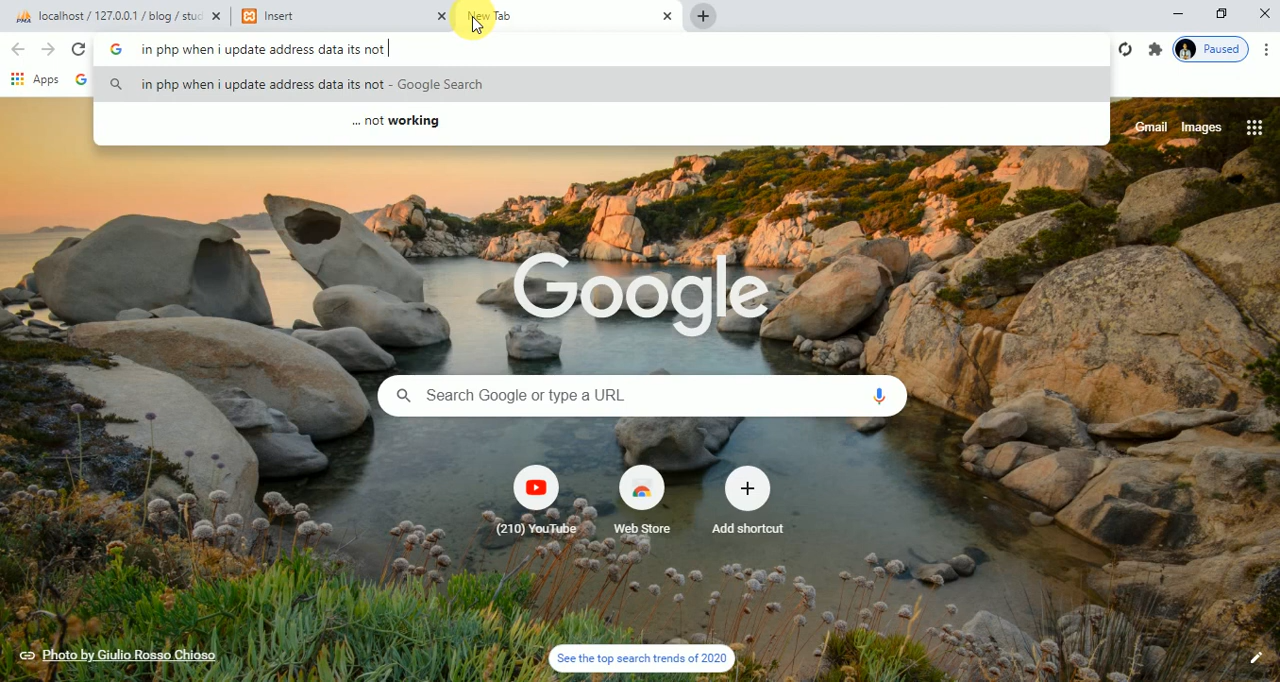 localhost / 127.0.0.1 / blog / stud
Insert
New Tab
in php when i update address data its not
Paused
Apps
in php when i update address data its not - Google Search
... not working
Gmail
Images
Google
Search Google or type a URL
(210) YouTube
Web Store
Add shortcut
Photo by Giulio Rosso Chioso
See the top search trends of 2020